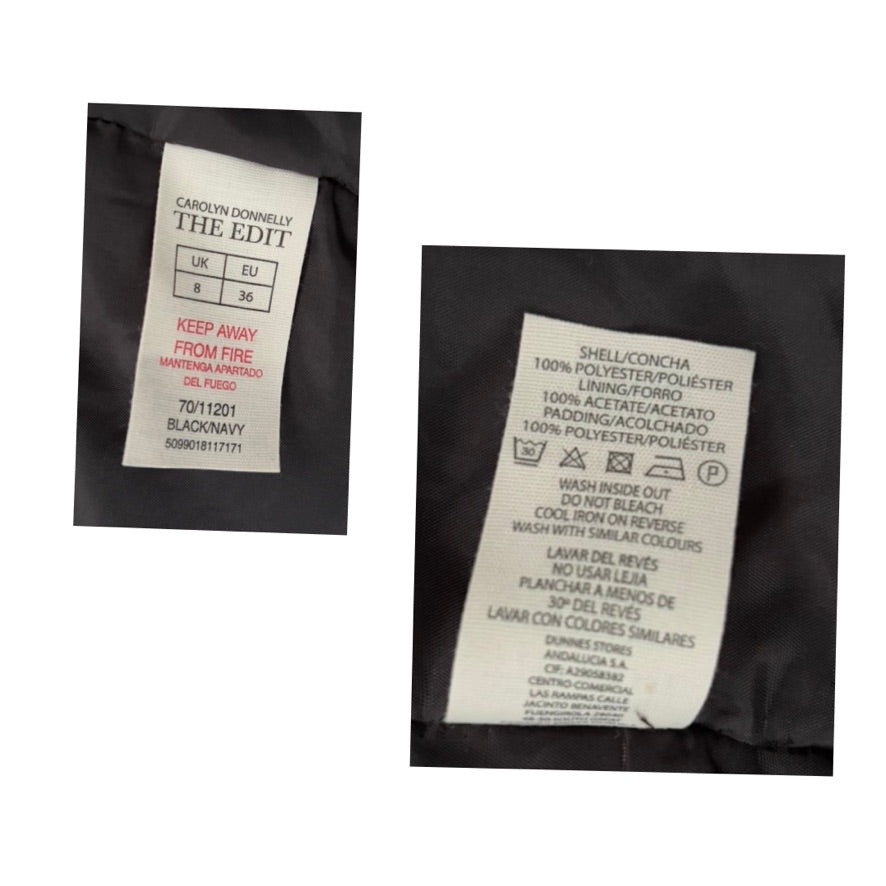 CAROLYN DONNELLY
THE EDIT
UK EU
8 36
KEEP AWAY
FROM FIRE
MANTENGA APARTADO
DEL FUEGO
70/11201
BLACK/NAVY
5099018117171
SHELL/CONCHA
100% POLYESTER/POLIÉSTER
LINING/FORRO
100% ACETATE/ACETATO
PADDING/ACOLCHADO
100% POLYESTER/POLIÉSTER
30 P
WASH INSIDE OUT
DO NOT BLEACH
COOL IRON ON REVERSE
WASH WITH SIMILAR COLOURS
LAVAR DEL REVÉS
NO USAR LEJIA
PLANCHAR A MENOS DE
30º DEL REVÉS
LAVAR CON COLORES SIMILARES
DUNNES STORES
ANDALUCIA S.A.
CIF: A29058382
CENTRO COMERCIAL
LAS RAMPAS CALLE
JACINTO BENAVENTE
FUENGIROLA 29640